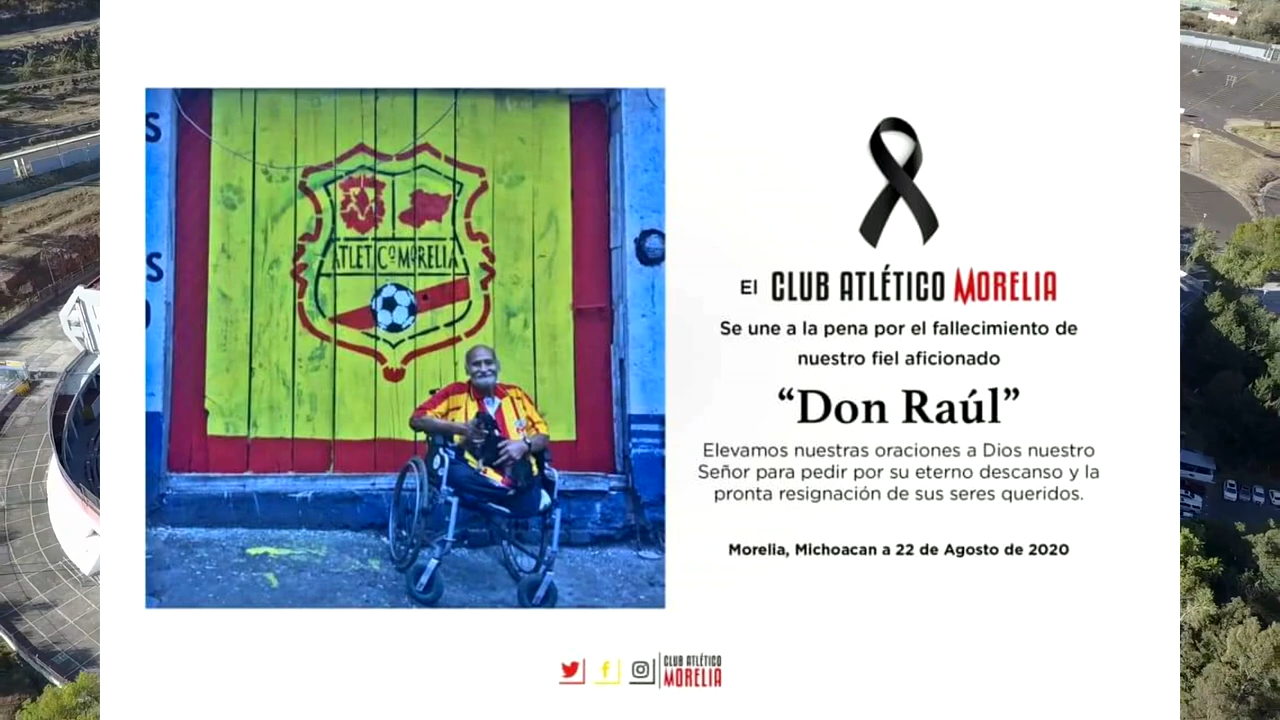 S
S
ATLETICO MORELIA
El CLUB ATLÉTICO MORELIA
Se une a la pena por el fallecimiento de
nuestro fiel aficionado
“Don Raúl”
Elevamos nuestras oraciones a Dios nuestro
Señor para pedir por su eterno descanso y la
pronta resignación de sus seres queridos.
Morelia, Michoacan a 22 de Agosto de 2020
CLUB ATLÉTICO
MORELIA